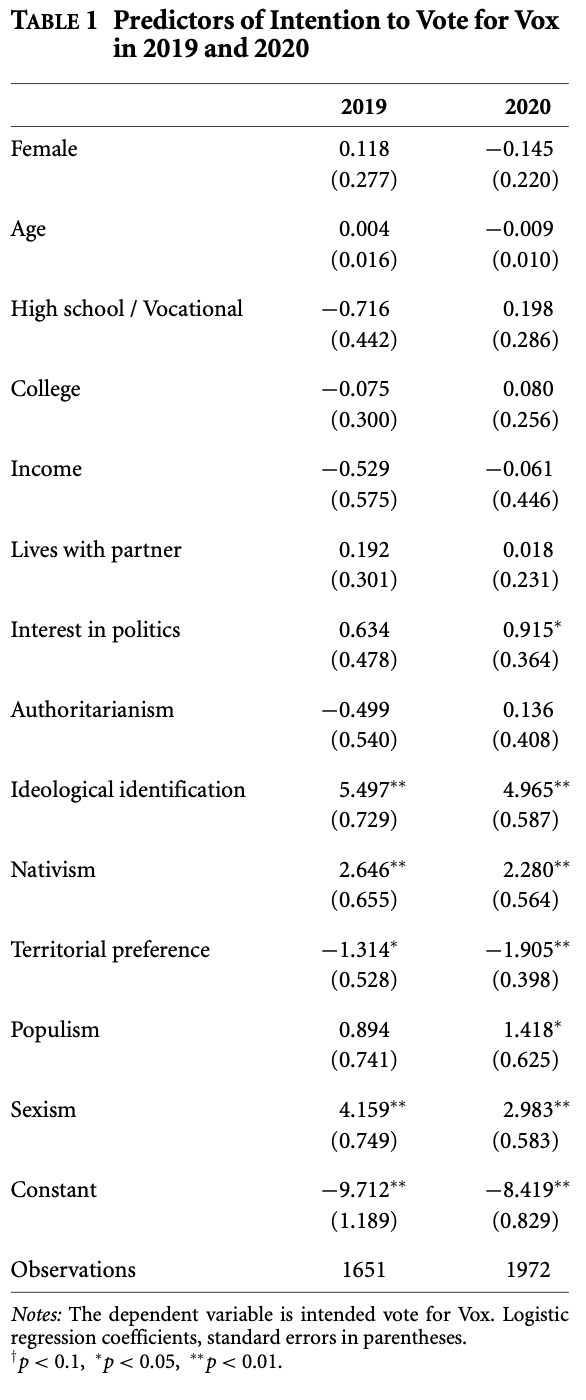 TABLE 1 Predictors of Intention to Vote for Vox
in 2019 and 2020
2019 2020
Female 0.118 −0.145
(0.277) (0.220)
Age 0.004 −0.009
(0.016) (0.010)
High school / Vocational −0.716 0.198
(0.442) (0.286)
College −0.075 0.080
(0.300) (0.256)
Income −0.529 −0.061
(0.575) (0.446)
Lives with partner 0.192 0.018
(0.301) (0.231)
Interest in politics 0.634 0.915*
(0.478) (0.364)
Authoritarianism −0.499 0.136
(0.540) (0.408)
Ideological identification 5.497** 4.965**
(0.729) (0.587)
Nativism 2.646** 2.280**
(0.655) (0.564)
Territorial preference −1.314* −1.905**
(0.528) (0.398)
Populism 0.894 1.418*
(0.741) (0.625)
Sexism 4.159** 2.983**
(0.749) (0.583)
Constant −9.712** −8.419**
(1.189) (0.829)
Observations 1651 1972
Notes: The dependent variable is intended vote for Vox. Logistic
regression coefficients, standard errors in parentheses.
†p < 0.1, *p < 0.05, **p < 0.01.